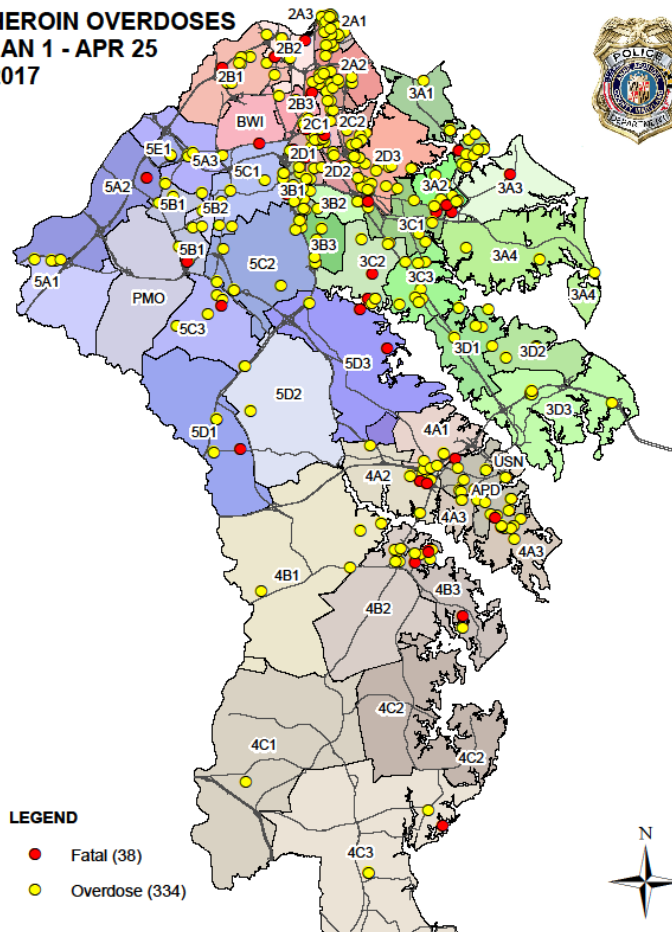 HEROIN OVERDOSES
JAN 1 - APR 25
2017
POLICE
DEPARTMENT
2A3
2A1
2B2
2B1
2A2
2B3
3A1
BWI
2C1
2C2
5E1
5A3
2D1
2D3
5C1
2D2
5A2
3A2
3A3
5B1
5B2
3B1
3B2
3C1
5B1
3B3
5C2
3C2
3A4
5A1
3C3
3A4
PMO
5C3
3D1
3D2
5D3
5D2
3D3
5D1
4A1
USN
4A2
APD
4A3
4A3
4B1
4B3
4B2
4C2
4C1
4C2
LEGEND
Fatal (38)
4C3
Overdose (334)
N